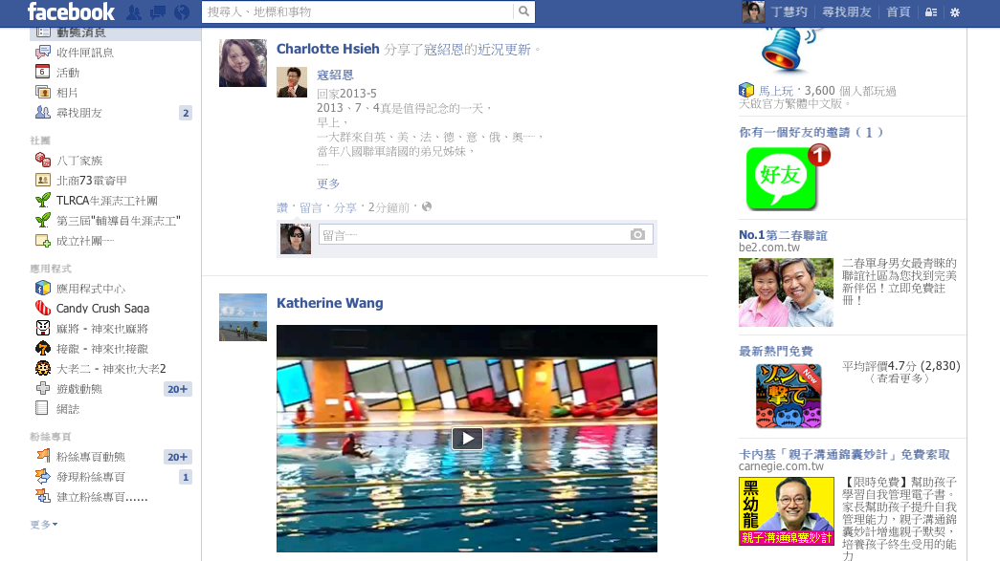 facebook
搜尋人、地標和事物
丁慧玓
尋找朋友
首頁
動態消息
收件匣訊息
活動
相片
尋找朋友
2
社團
八丁家族
北商73電資甲
TLRCA生涯志工社團
第三屆"輔導員生涯志工"
成立社團⋯
應用程式
應用程式中心
Candy Crush Saga
麻將 - 神來也麻將
接龍 - 神來也接龍
大老二 - 神來也大老2
遊戲動態
20+
網誌
粉絲專頁
粉絲專頁動態
20+
發現粉絲專頁
1
建立粉絲專頁......
更多
Charlotte Hsieh 分享了寇紹恩的近況更新。
寇紹恩
回家2013-5
2013、7、4真是值得記念的一天，
早上，
一大群來自英、美、法、德、意、俄、奧⋯，
當年八國聯軍諸國的弟兄姊妹，
⋯
更多
讚 · 留言 · 分享 · 2分鐘前 ·
留言⋯
Katherine Wang
馬上玩 · 3,600 個人都玩過
天啟官方繁體中文版。
你有一個好友的邀請（1）
好友
1
No.1第二春聯誼
be2.com.tw
二春單身男女最青睞的
聯誼社區為您找到完美
新伴侶！立即免費註
冊！
最新熱門免費
ゾンビ
撃て
New
平均評價4.7分 (2,830)
（查看更多）
卡內基「親子溝通錦囊妙計」免費索取
carnegie.com.tw
黑幼龍
親子溝通錦囊妙計
【限時免費】幫助孩子
學習自我管理電子書。
家長幫助孩子提升自我
管理能力，親子溝通錦
囊妙計增進親子默契，
培養孩子終生受用的能
力